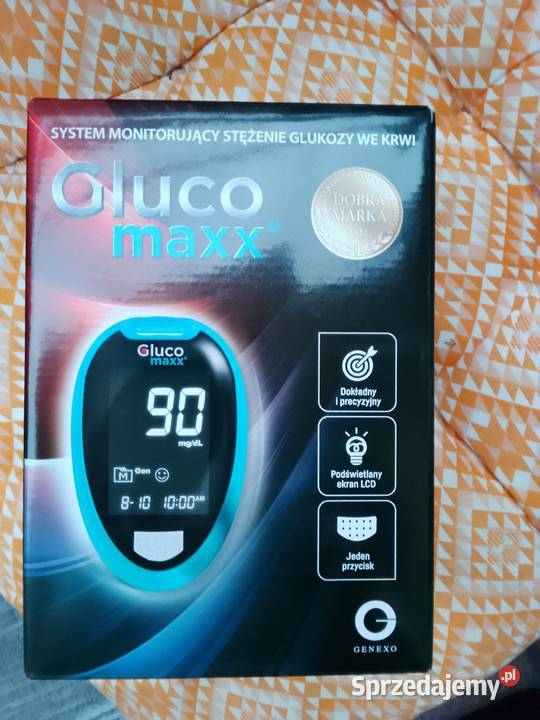 SYSTEM MONITORUJĄCY STĘŻENIE GLUKOZY WE KRWI
Gluco
maxx®
DOBRA
MARKA
Gluco
maxx®
90
mg/dL
M Gen
8-10 10:00AM
Dokładny
i precyzyjny
Podświetlany
ekran LCD
Jeden
przycisk
GENEXO
Sprzedajemy.pl